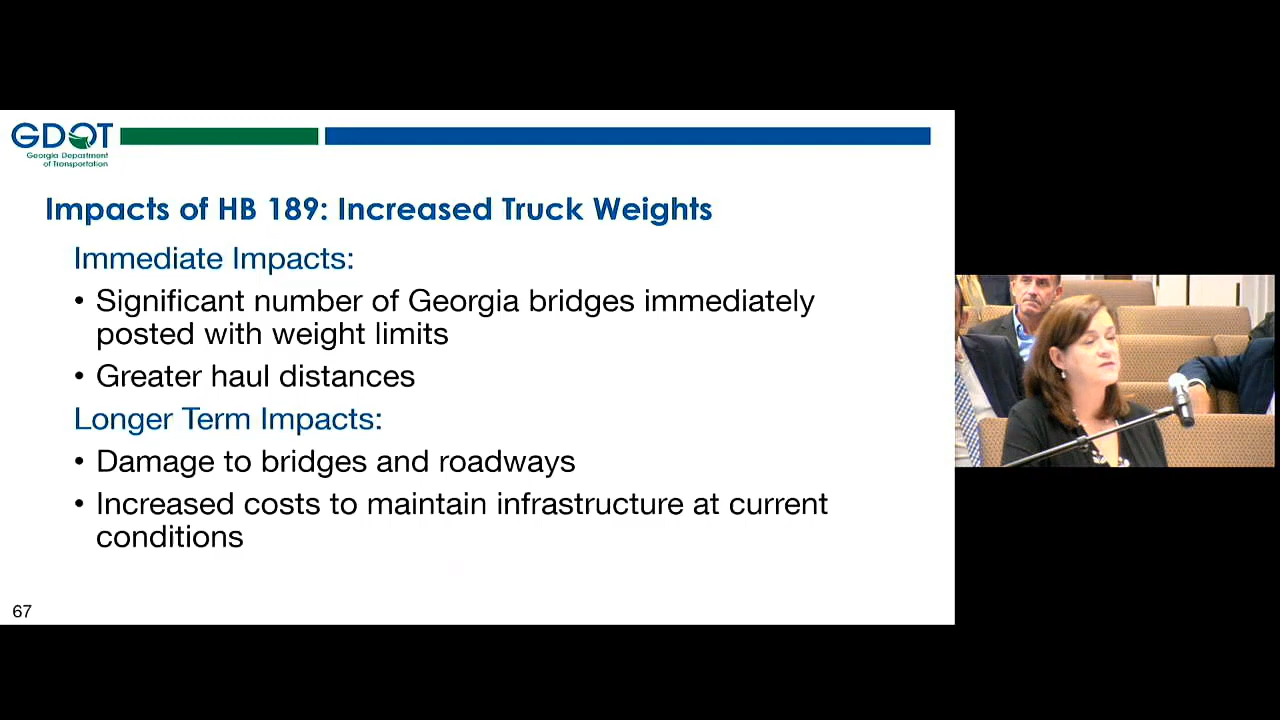 GDOT
Georgia Department
of Transportation
Impacts of HB 189: Increased Truck Weights
Immediate Impacts:
• Significant number of Georgia bridges immediately
posted with weight limits
• Greater haul distances
Longer Term Impacts:
• Damage to bridges and roadways
• Increased costs to maintain infrastructure at current
conditions
67